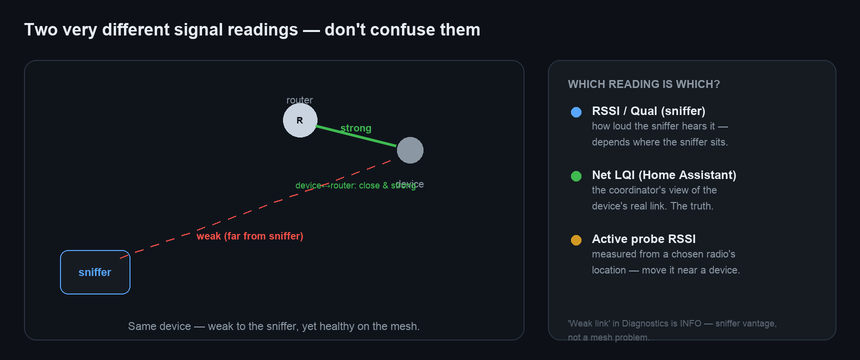 Two very different signal readings — don't confuse them
router
R
strong
device↔router: close & strong
device
weak (far from sniffer)
sniffer
Same device — weak to the sniffer, yet healthy on the mesh.
WHICH READING IS WHICH?
RSSI / Qual (sniffer)
how loud the sniffer hears it —
depends where the sniffer sits.
Net LQI (Home Assistant)
the coordinator's view of the
device's real link. The truth.
Active probe RSSI
measured from a chosen radio's
location — move it near a device.
'Weak link' in Diagnostics is INFO — sniffer vantage,
not a mesh problem.